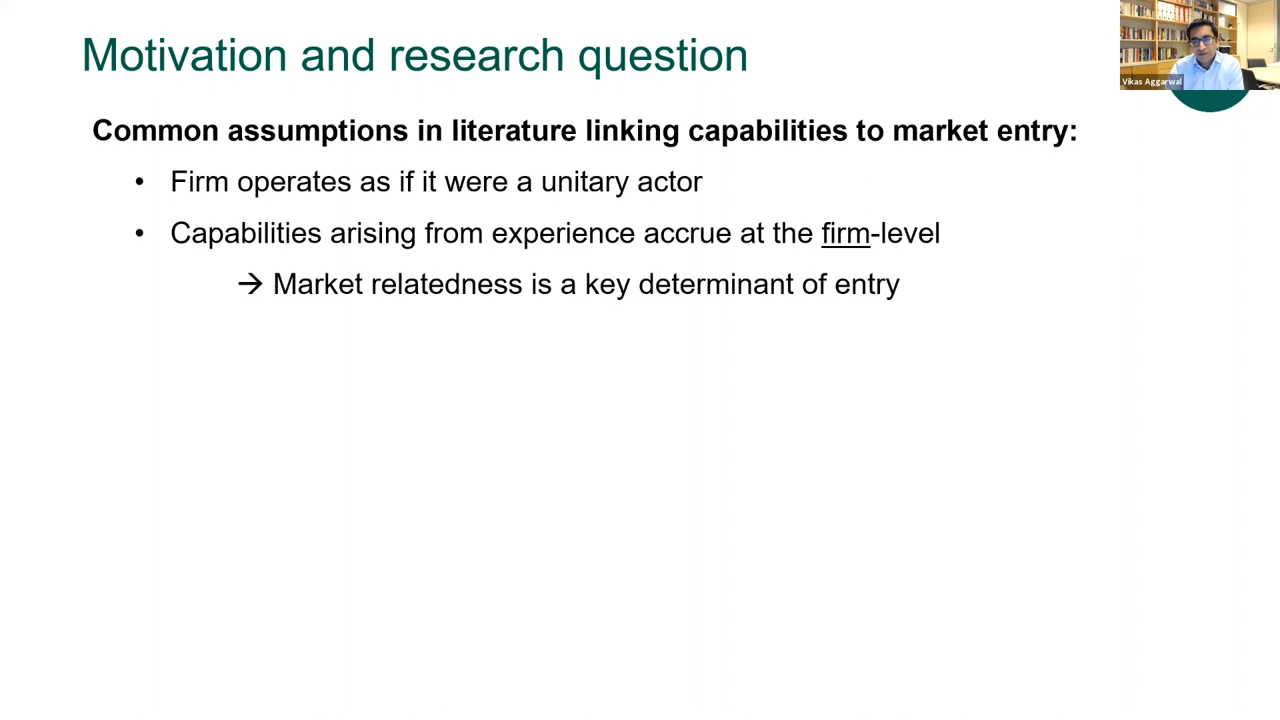 Motivation and research question
Vikas Aggarwal
Common assumptions in literature linking capabilities to market entry:
• Firm operates as if it were a unitary actor
• Capabilities arising from experience accrue at the firm-level
→ Market relatedness is a key determinant of entry